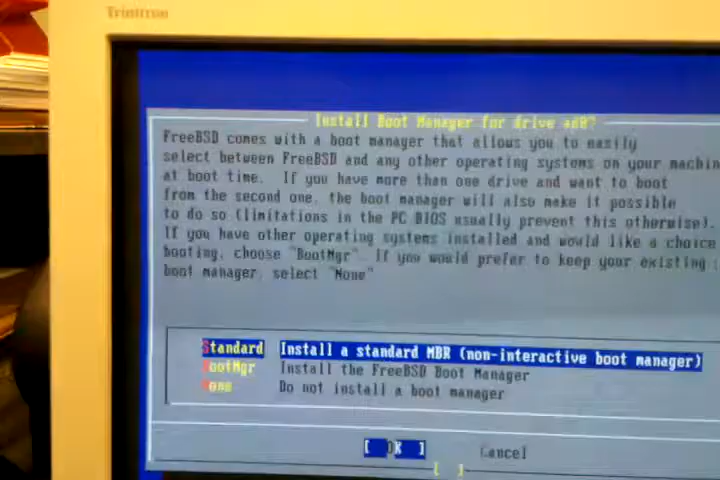 Trinitron
Install Boot Manager for drive ad0?
FreeBSD comes with a boot manager that allows you to easily
select between FreeBSD and any other operating systems on your machin
at boot time. If you have more than one drive and want to boot
from the second one, the boot manager will also make it possible
to do so (limitations in the PC BIOS usually prevent this otherwise).
If you have other operating systems installed and would like a choice
booting, choose "BootMgr". If you would prefer to keep your existing
boot manager, select "None"
Standard Install a standard MBR (non-interactive boot manager)
BootMgr Install the FreeBSD Boot Manager
None Do not install a boot manager
[ OK ] Cancel
[ ]